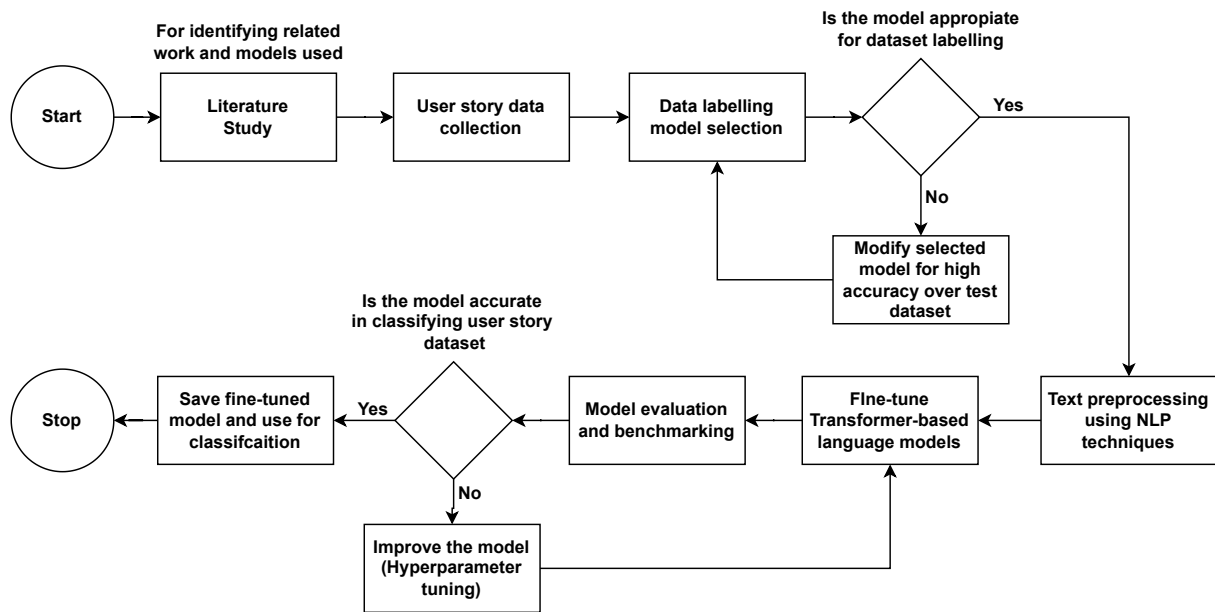 For identifying related
work and models used
Is the model appropiate
for dataset labelling
Start
Literature
Study
User story data
collection
Data labelling
model selection
Yes
No
Modify selected
model for high
accuracy over test
dataset
Is the model accurate
in classifying user story
dataset
Stop
Save fine-tuned
model and use for
classifcaition
Yes
Model evaluation
and benchmarking
FIne-tune
Transformer-based
language models
Text preprocessing
using NLP
techniques
No
Improve the model
(Hyperparameter
tuning)